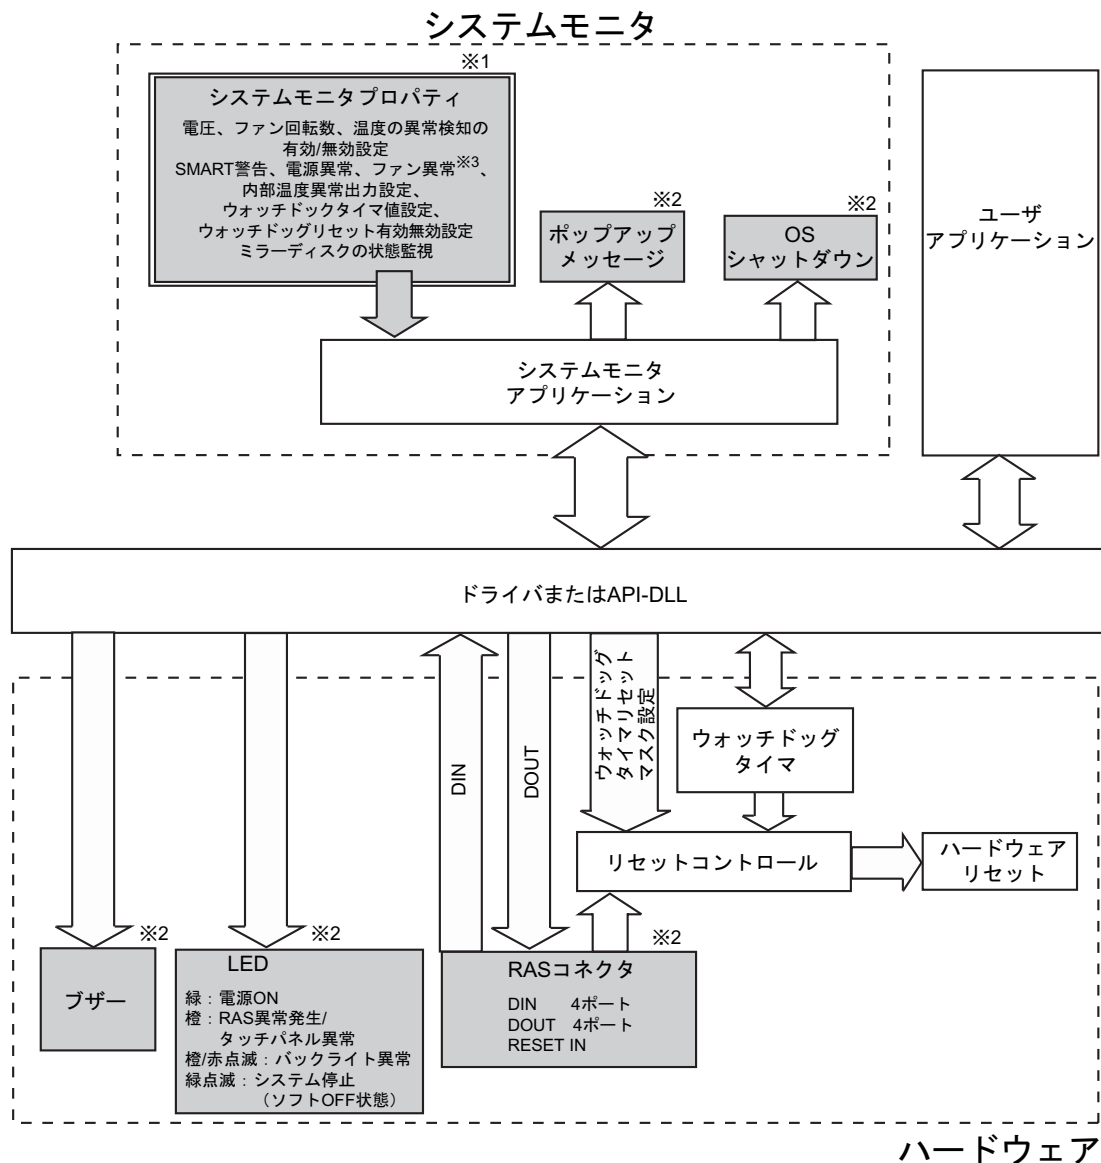 システムモニタ
※1
システムモニタプロパティ
電圧、ファン回転数、温度の異常検知の
有効/無効設定
SMART警告、電源異常、ファン異常※3、
内部温度異常出力設定、
ウォッチドックタイマ値設定、
ウォッチドッグリセット有効無効設定
ミラーディスクの状態監視
※2
ポップアップ
メッセージ
※2
OS
シャットダウン
ユーザ
アプリケーション
システムモニタ
アプリケーション
ドライバまたはAPI-DLL
DIN
DOUT
ウォッチドッグ
タイマリセット
マスク設定
ウォッチドッグ
タイマ
リセットコントロール
ハードウェア
リセット
※2
ブザー
※2
LED
緑：電源ON
橙：RAS異常発生/
タッチパネル異常
橙/赤点滅：バックライト異常
緑点滅：システム停止
（ソフトOFF状態）
※2
RASコネクタ
DIN 4ポート
DOUT 4ポート
RESET IN
ハードウェア